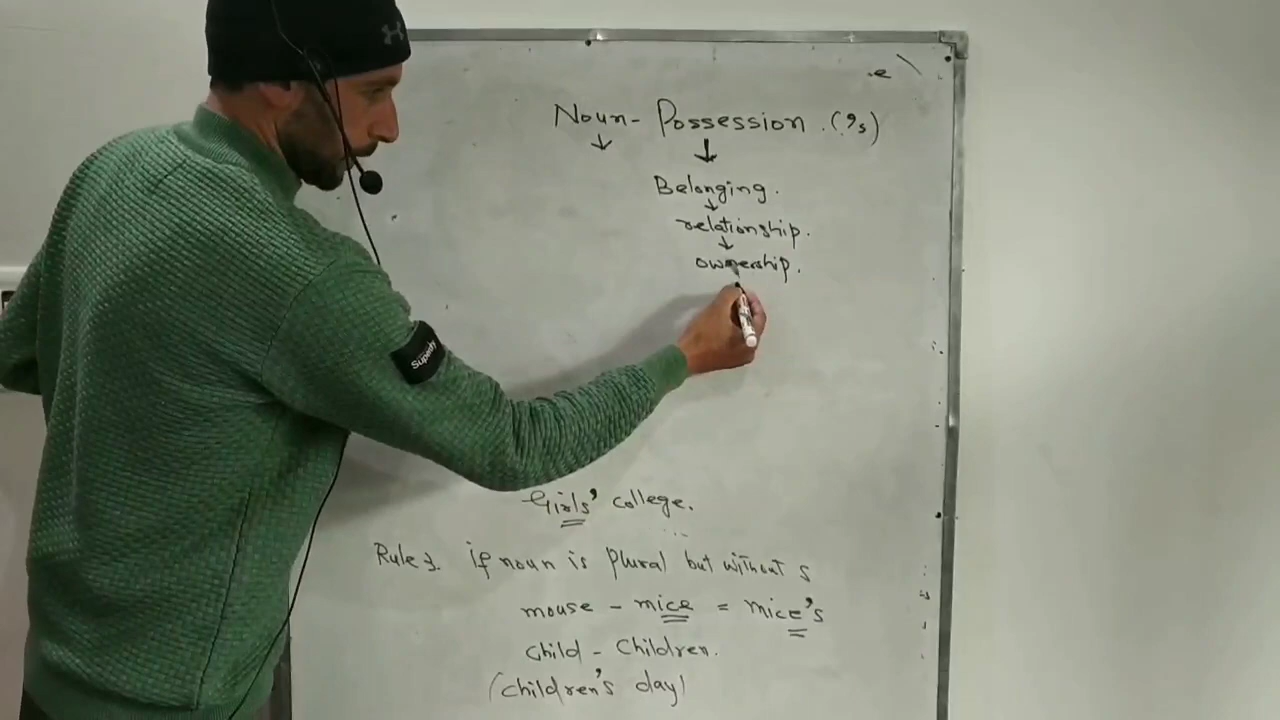 .e \
Noun- Possession. (’s)
↓ ↓
Belonging.
↓
relationship.
↓
ownership.
Superdry
Girls’ college.
Rule 3. if noun is plural but without s
mouse - mice = mice’s
child - children.
(children’s day)